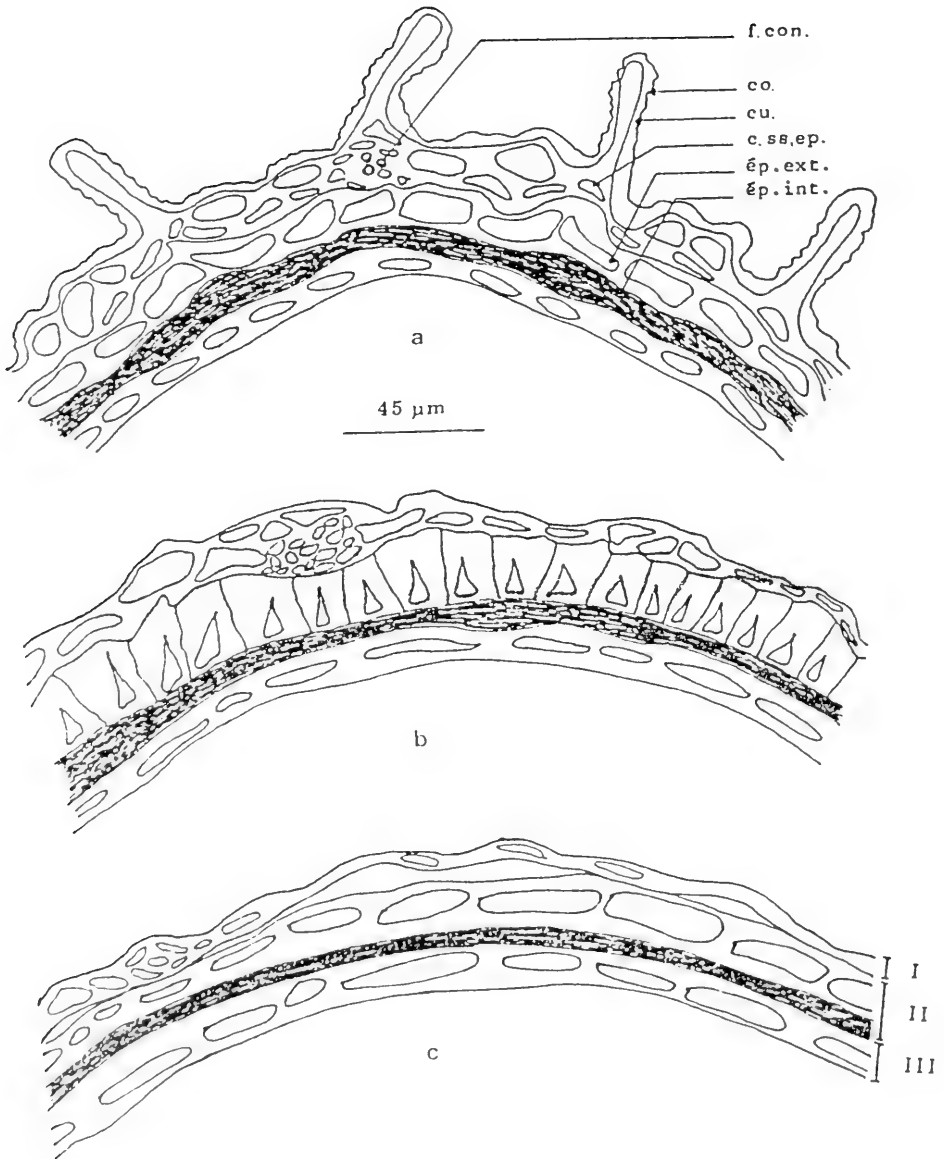 f. con.
co.
cu.
c. ss, ep.
ép. ext.
ép. int.
a
45 µm
b
I
II
c
III